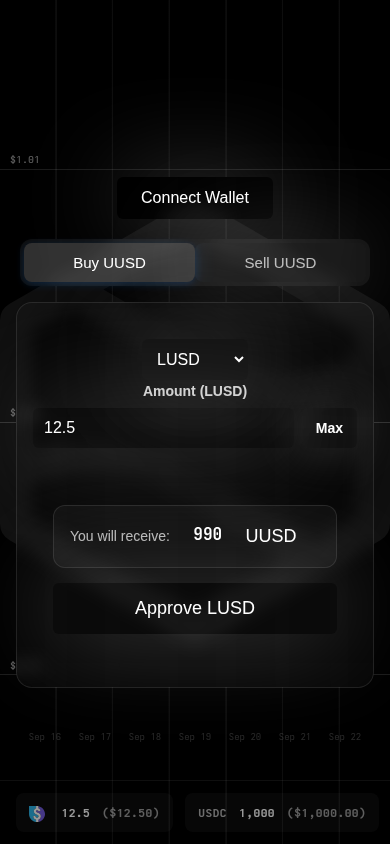 $1.01
Connect Wallet
Buy UUSD Sell UUSD
LUSD
Amount (LUSD)
$
12.5 Max
You will receive: 990 UUSD
Approve LUSD
$
Sep 16 Sep 17 Sep 18 Sep 19 Sep 20 Sep 21 Sep 22
12.5 ($12.50) USDC 1,000 ($1,000.00)